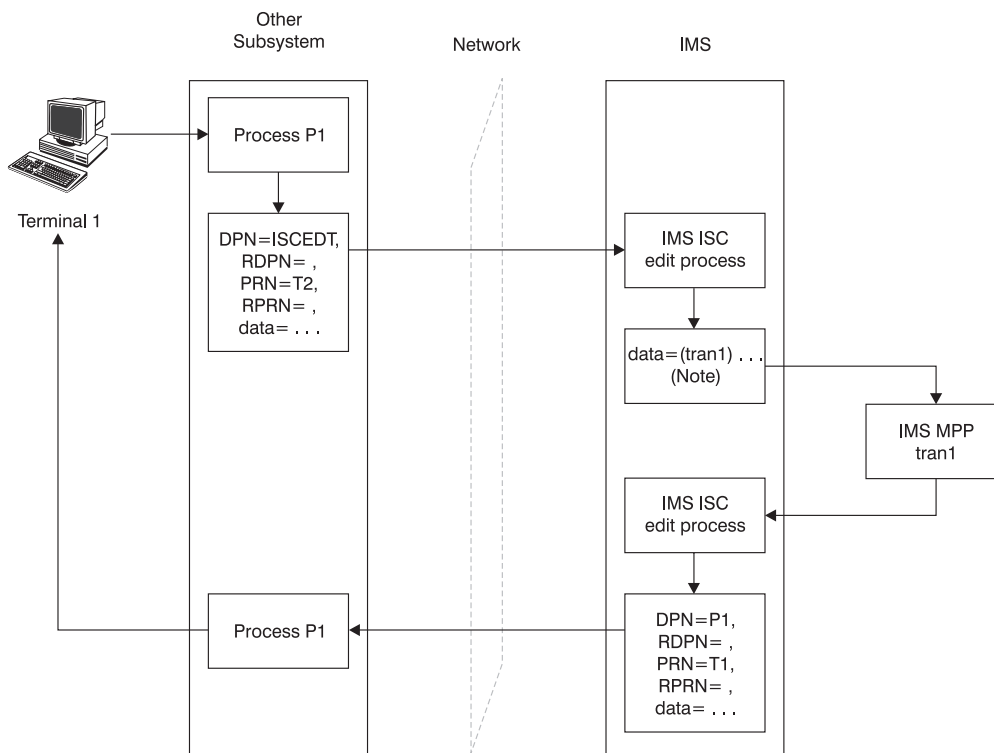 Other
Subsystem
Network
IMS
Process P1
Terminal 1
DPN=ISCEDT,
RDPN= ,
PRN=T2,
RPRN= ,
data= . . .
IMS ISC
edit process
data=(tran1) . . .
(Note)
IMS MPP
tran1
IMS ISC
edit process
Process P1
DPN=P1,
RDPN= ,
PRN=T1,
RPRN= ,
data= . . .